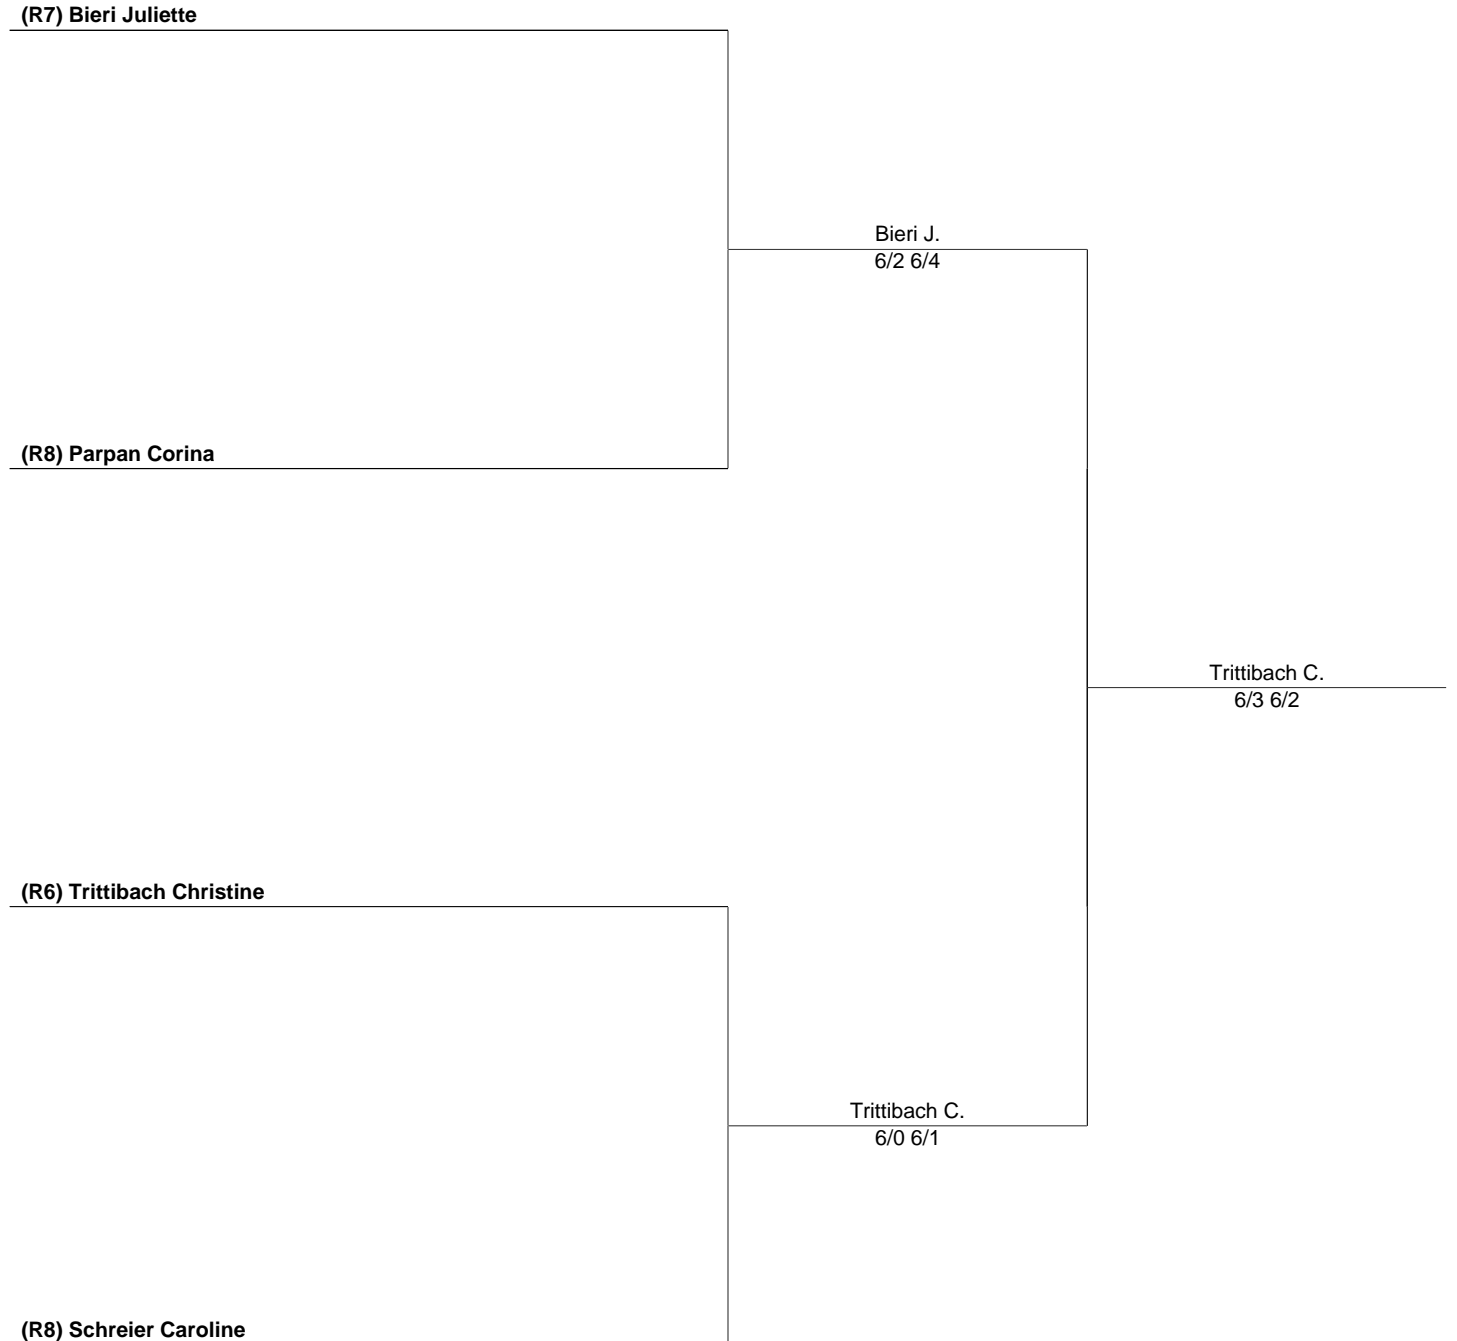 (R7) Bieri Juliette
Bieri J.
6/2 6/4
(R8) Parpan Corina
Trittibach C.
6/3 6/2
(R6) Trittibach Christine
Trittibach C.
6/0 6/1
(R8) Schreier Caroline